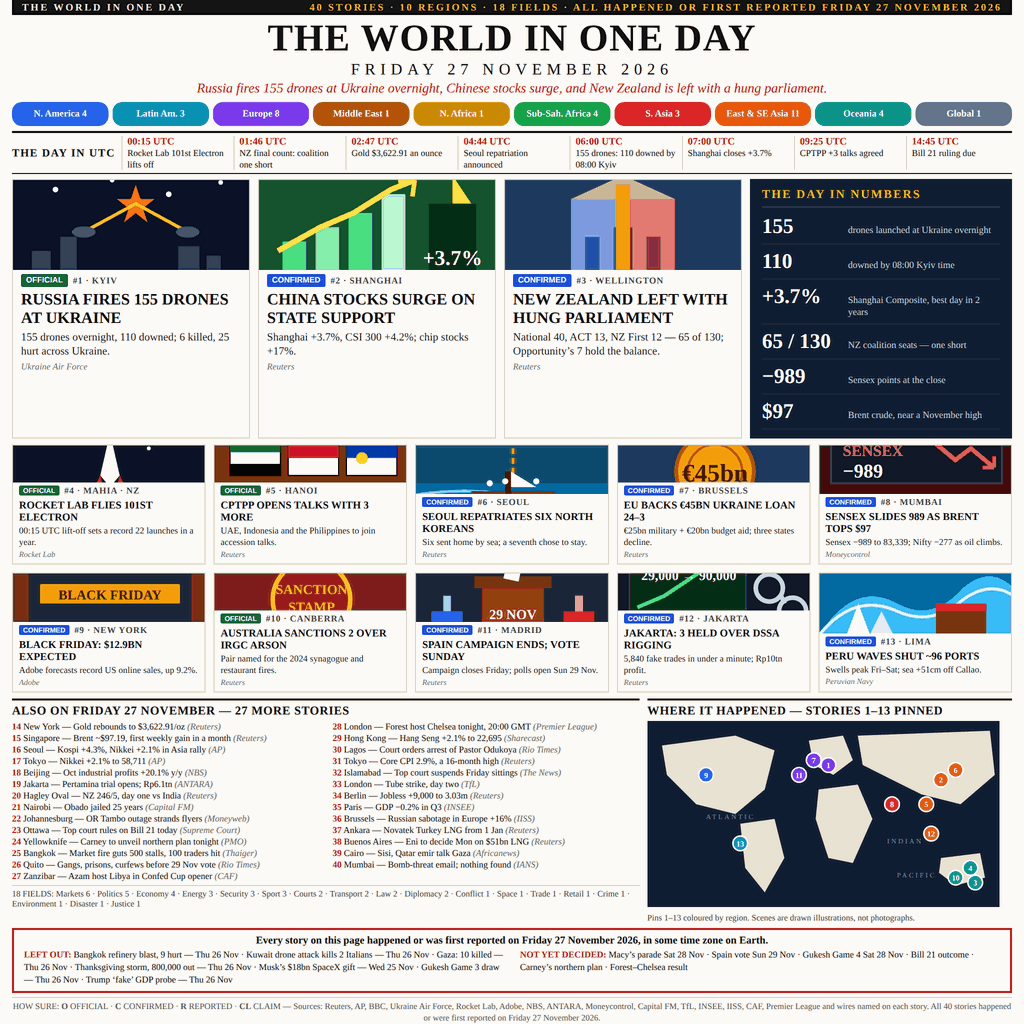 THE WORLD IN ONE DAY
40 STORIES · 10 REGIONS · 18 FIELDS · ALL HAPPENED OR FIRST REPORTED FRIDAY 27 NOVEMBER 2026
THE WORLD IN ONE DAY
FRIDAY 27 NOVEMBER 2026
Russia fires 155 drones at Ukraine overnight, Chinese stocks surge, and New Zealand is left with a hung parliament.
N. America 4
Latin Am. 3
Europe 8
Middle East 1
N. Africa 1
Sub-Sah. Africa 4
S. Asia 3
East & SE Asia 11
Oceania 4
Global 1
THE DAY IN UTC
00:15 UTC
Rocket Lab 101st Electron
lifts off
01:46 UTC
NZ final count: coalition
one short
02:47 UTC
Gold $3,622.91 an ounce
04:44 UTC
Seoul repatriation
announced
06:00 UTC
155 drones: 110 downed by
08:00 Kyiv
07:00 UTC
Shanghai closes +3.7%
09:25 UTC
CPTPP +3 talks agreed
14:45 UTC
Bill 21 ruling due
OFFICIAL #1 · KYIV
RUSSIA FIRES 155 DRONES
AT UKRAINE
155 drones overnight, 110 downed; 6 killed, 25
hurt across Ukraine.
Ukraine Air Force
+3.7%
CONFIRMED #2 · SHANGHAI
CHINA STOCKS SURGE ON
STATE SUPPORT
Shanghai +3.7%, CSI 300 +4.2%; chip stocks
+17%.
Reuters
CONFIRMED #3 · WELLINGTON
NEW ZEALAND LEFT WITH
HUNG PARLIAMENT
National 40, ACT 13, NZ First 12 — 65 of 130;
Opportunity's 7 hold the balance.
Reuters
THE DAY IN NUMBERS
155 drones launched at Ukraine overnight
110 downed by 08:00 Kyiv time
+3.7% Shanghai Composite, best day in 2
years
65 / 130 NZ coalition seats — one short
−989 Sensex points at the close
$97 Brent crude, near a November high
OFFICIAL #4 · MAHIA · NZ
ROCKET LAB FLIES 101ST
ELECTRON
00:15 UTC lift-off sets a record 22 launches in a
year.
Rocket Lab
OFFICIAL #5 · HANOI
CPTPP OPENS TALKS WITH 3
MORE
UAE, Indonesia and the Philippines to join
accession talks.
Reuters
CONFIRMED #6 · SEOUL
SEOUL REPATRIATES SIX NORTH
KOREANS
Six sent home by sea; a seventh chose to stay.
Reuters
€45bn
CONFIRMED #7 · BRUSSELS
EU BACKS €45BN UKRAINE LOAN
24–3
€25bn military + €20bn budget aid; three states
decline.
Reuters
SENSEX
−989
CONFIRMED #8 · MUMBAI
SENSEX SLIDES 989 AS BRENT
TOPS $97
Sensex −989 to 83,339; Nifty −277 as oil climbs.
Moneycontrol
BLACK FRIDAY
CONFIRMED #9 · NEW YORK
BLACK FRIDAY: $12.9BN
EXPECTED
Adobe forecasts record US online sales, up 9.2%.
Adobe
SANCTION
STAMP
OFFICIAL #10 · CANBERRA
AUSTRALIA SANCTIONS 2 OVER
IRGC ARSON
Pair named for the 2024 synagogue and
restaurant fires.
Reuters
29 NOV
CONFIRMED #11 · MADRID
SPAIN CAMPAIGN ENDS; VOTE
SUNDAY
Campaign closes Friday; polls open Sun 29 Nov.
Reuters
29,000 → 90,000
CONFIRMED #12 · JAKARTA
JAKARTA: 3 HELD OVER DSSA
RIGGING
5,840 fake trades in under a minute; Rp10tn
profit.
Reuters
CONFIRMED #13 · LIMA
PERU WAVES SHUT ~96 PORTS
Swells peak Fri–Sat; sea +51cm off Callao.
Peruvian Navy
ALSO ON FRIDAY 27 NOVEMBER — 27 MORE STORIES
14 New York — Gold rebounds to $3,622.91/oz (Reuters)
15 Singapore — Brent ~$97.19, first weekly gain in a month (Reuters)
16 Seoul — Kospi +4.3%, Nikkei +2.1% in Asia rally (AP)
17 Tokyo — Nikkei +2.1% to 58,711 (AP)
18 Beijing — Oct industrial profits +20.1% y/y (NBS)
19 Jakarta — Pertamina trial opens; Rp6.1tn (ANTARA)
20 Hagley Oval — NZ 246/5, day one vs India (Reuters)
21 Nairobi — Obado jailed 25 years (Capital FM)
22 Johannesburg — OR Tambo outage strands flyers (Moneyweb)
23 Ottawa — Top court rules on Bill 21 today (Supreme Court)
24 Yellowknife — Carney to unveil northern plan tonight (PMO)
25 Bangkok — Market fire guts 500 stalls, 100 traders hit (Thaiger)
26 Quito — Gangs, prisons, curfews before 29 Nov vote (Rio Times)
27 Zanzibar — Azam host Libya in Confed Cup opener (CAF)
28 London — Forest host Chelsea tonight, 20:00 GMT (Premier League)
29 Hong Kong — Hang Seng +2.1% to 22,695 (Sharecast)
30 Lagos — Court orders arrest of Pastor Odukoya (Rio Times)
31 Tokyo — Core CPI 2.9%, a 16-month high (Reuters)
32 Islamabad — Top court suspends Friday sittings (The News)
33 London — Tube strike, day two (TfL)
34 Berlin — Jobless +9,000 to 3.03m (Reuters)
35 Paris — GDP −0.2% in Q3 (INSEE)
36 Brussels — Russian sabotage in Europe +16% (IISS)
37 Ankara — Novatek Turkey LNG from 1 Jan (Reuters)
38 Buenos Aires — Eni to decide Mon on $51bn LNG (Reuters)
39 Cairo — Sisi, Qatar emir talk Gaza (Africanews)
40 Mumbai — Bomb-threat email; nothing found (IANS)
18 FIELDS: Markets 6 · Politics 5 · Economy 4 · Energy 3 · Security 3 · Sport 3 · Courts 2 · Transport 2 · Law 2 · Diplomacy 2 · Conflict 1 · Space 1 · Trade 1 · Retail 1 · Crime 1 ·
Environment 1 · Disaster 1 · Justice 1
WHERE IT HAPPENED — STORIES 1–13 PINNED
9
7
1
11
6
2
8
5
ATLANTIC
12
INDIAN
13
PACIFIC
4
10
3
Pins 1–13 coloured by region. Scenes are drawn illustrations, not photographs.
Every story on this page happened or was first reported on Friday 27 November 2026, in some time zone on Earth.
LEFT OUT: Bangkok refinery blast, 9 hurt — Thu 26 Nov · Kuwait drone attack kills 2 Italians — Thu 26 Nov · Gaza: 10 killed —
Thu 26 Nov · Thanksgiving storm, 800,000 out — Thu 26 Nov · Musk's $18bn SpaceX gift — Wed 25 Nov · Gukesh Game 3 draw
— Thu 26 Nov · Trump 'fake' GDP probe — Thu 26 Nov
NOT YET DECIDED: Macy's parade Sat 28 Nov · Spain vote Sun 29 Nov · Gukesh Game 4 Sat 28 Nov · Bill 21 outcome ·
Carney's northern plan · Forest–Chelsea result
HOW SURE: O OFFICIAL · C CONFIRMED · R REPORTED · CL CLAIM — Sources: Reuters, AP, BBC, Ukraine Air Force, Rocket Lab, Adobe, NBS, ANTARA, Moneycontrol, Capital FM, TfL, INSEE, IISS, CAF, Premier League and wires named on each story. All 40 stories happened
or were first reported on Friday 27 November 2026.